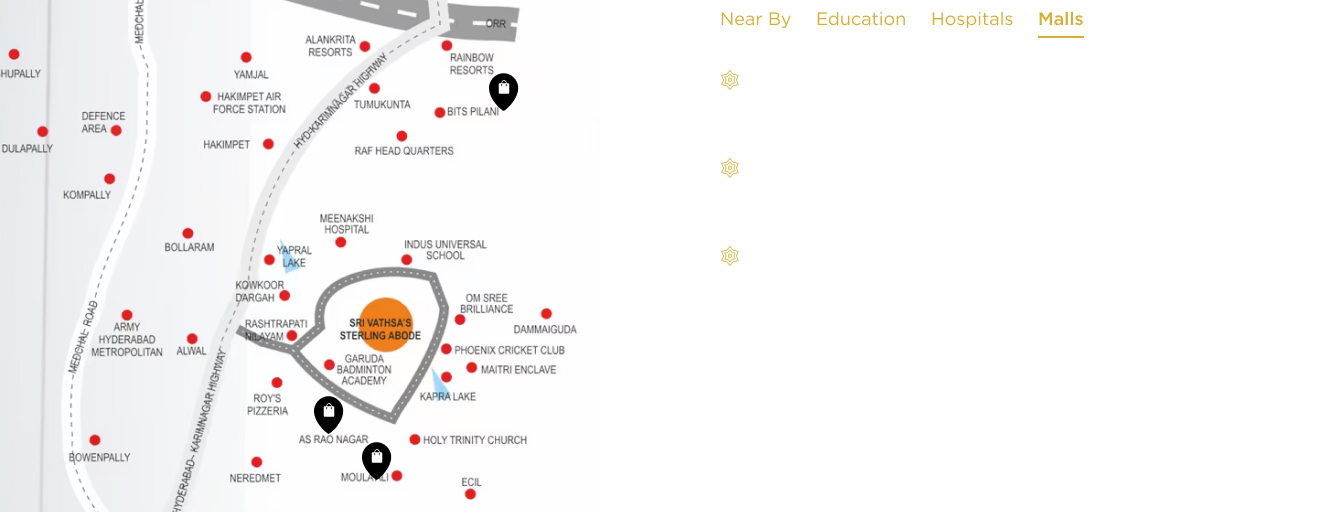 Near By Education Hospitals Malls
MEDCHAL
ORR
ALANKRITA
RESORTS
RAINBOW
RESORTS
HUPALLY
YAMJAL
HAKIMPET AIR
FORCE STATION
HYD-KARIMNAGAR HIGHWAY
TUMUKUNTA
BITS PILANI
DEFENCE
AREA
DULAPALLY
HAKIMPET
RAF HEAD QUARTERS
KOMPALLY
MEENAKSHI
HOSPITAL
BOLLARAM
YAPRAL
LAKE
INDUS UNIVERSAL
SCHOOL
KOWKOOR
DARGAH
OM SREE
BRILLIANCE
MEDCHAL ROAD
ARMY
HYDERABAD
METROPOLITAN
ALWAL
RASHTRAPATI
NILAYAM
SRI VATHSA'S
STERLING ABODE
DAMMAIGUDA
PHOENIX CRICKET CLUB
GARUDA
BADMINTON
ACADEMY
MAITRI ENCLAVE
KAPRA LAKE
HYDERABAD- KARIMNAGAR HIGHWAY
ROY'S
PIZZERIA
AS RAO NAGAR
HOLY TRINITY CHURCH
BOWENPALLY
NEREDMET
MOULA ALI
ECIL